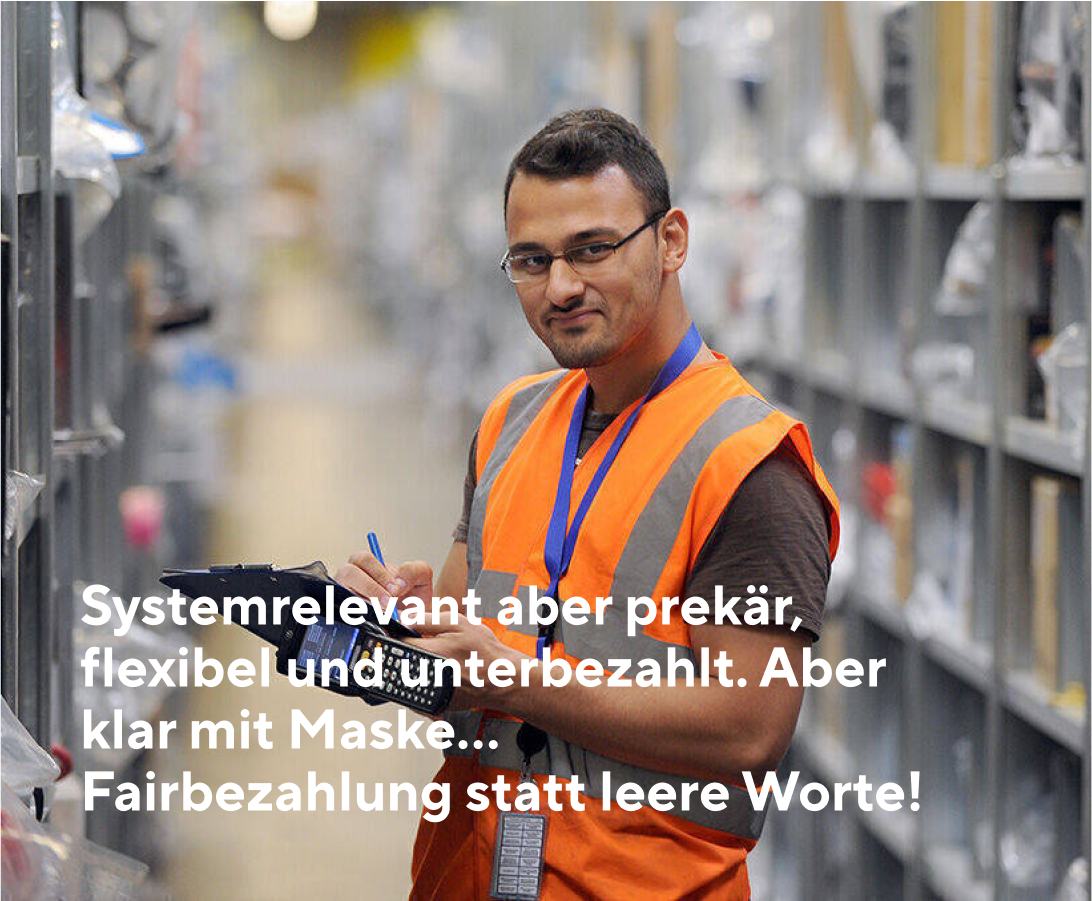 Systemrelevant aber prekär,
flexibel und unterbezahlt. Aber
klar mit Maske...
Fairbezahlung statt leere Worte!